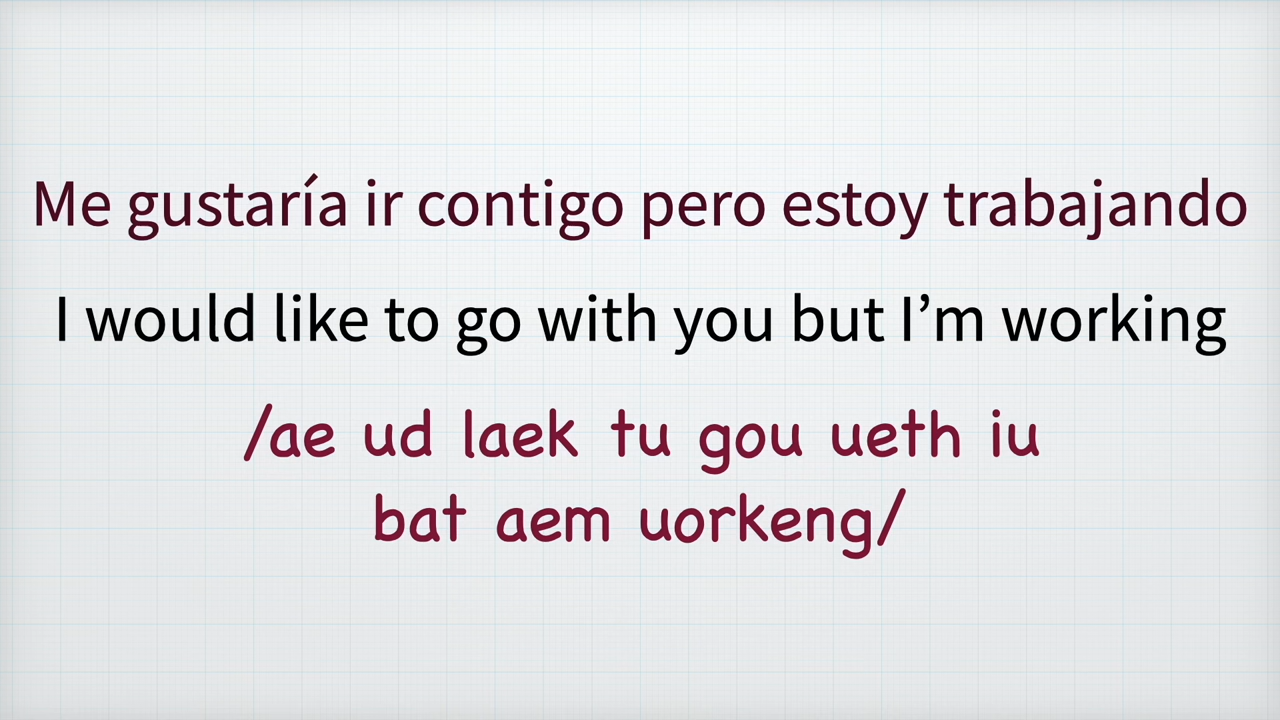 Me gustaría ir contigo pero estoy trabajando
I would like to go with you but I’m working
/ae ud laek tu gou ueth iu
bat aem uorkeng/